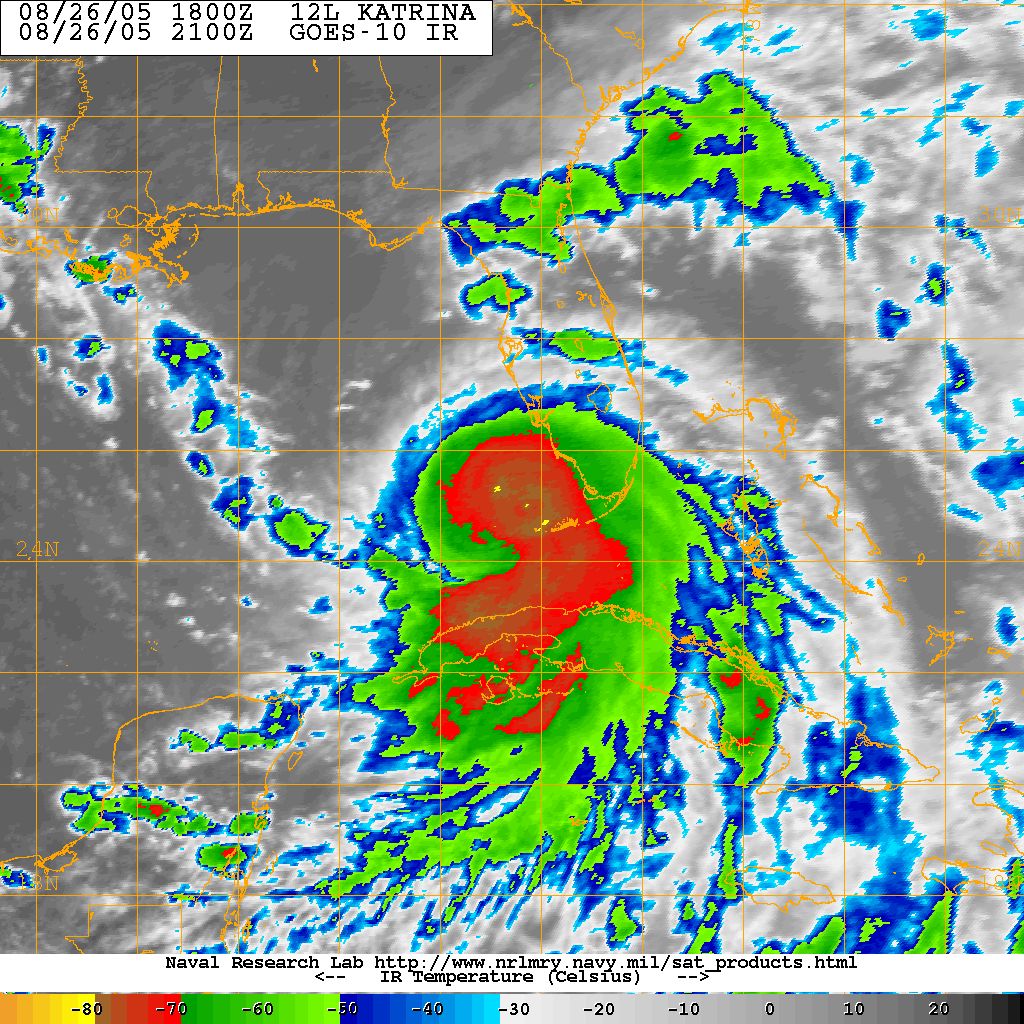 08/26/05 1800Z 12L KATRINA
08/26/05 2100Z GOES-10 IR
30N
24N 24N
18N
Naval Research Lab http://www.nrlmry.navy.mil/sat_products.html
<-- IR Temperature (Celsius) -->
-80 -70 -60 -50 -40 -30 -20 -10 0 10 20